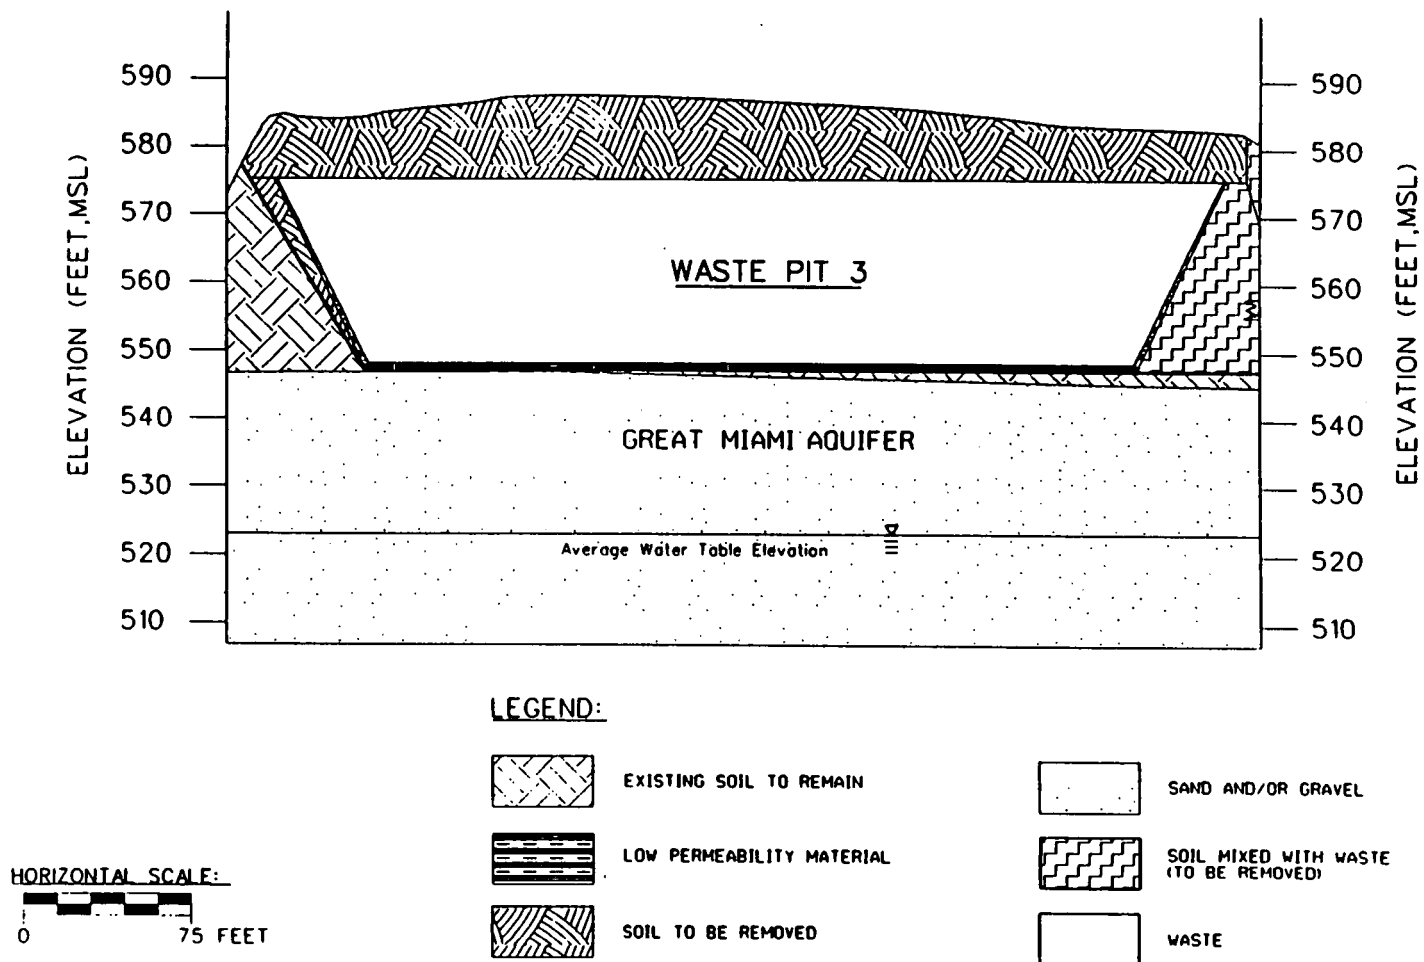 590
580
570
560
550
540
530
520
510
ELEVATION (FEET,MSL)
WASTE PIT 3
GREAT MIAMI AQUIFER
Average Water Table Elevation
590
580
570
560
550
540
530
520
510
ELEVATION (FEET,MSL)
LEGEND:
EXISTING SOIL TO REMAIN
LOW PERMEABILITY MATERIAL
SOIL TO BE REMOVED
SAND AND/OR GRAVEL
SOIL MIXED WITH WASTE
(TO BE REMOVED)
WASTE
HORIZONTAL SCALE:
0 75 FEET